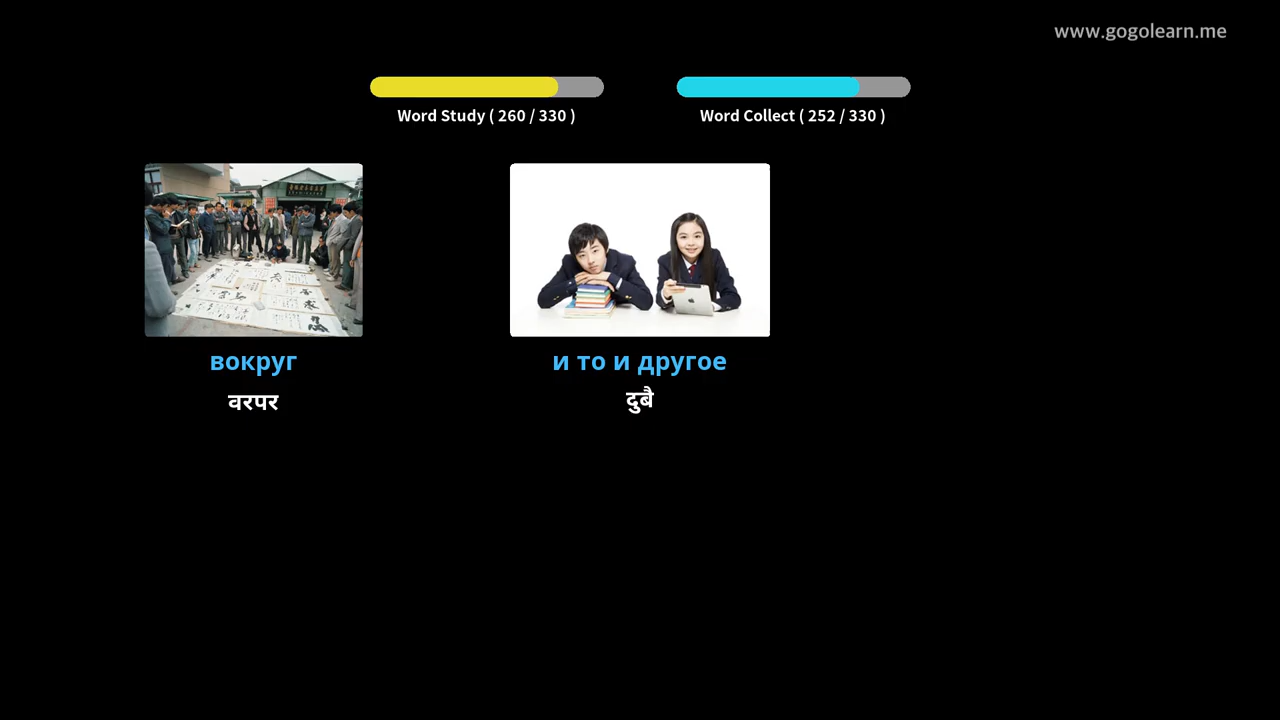 www.gogolearn.me
Word Study ( 260 / 330 )
Word Collect ( 252 / 330 )
вокруг
वरपर
и то и другое
दुबै